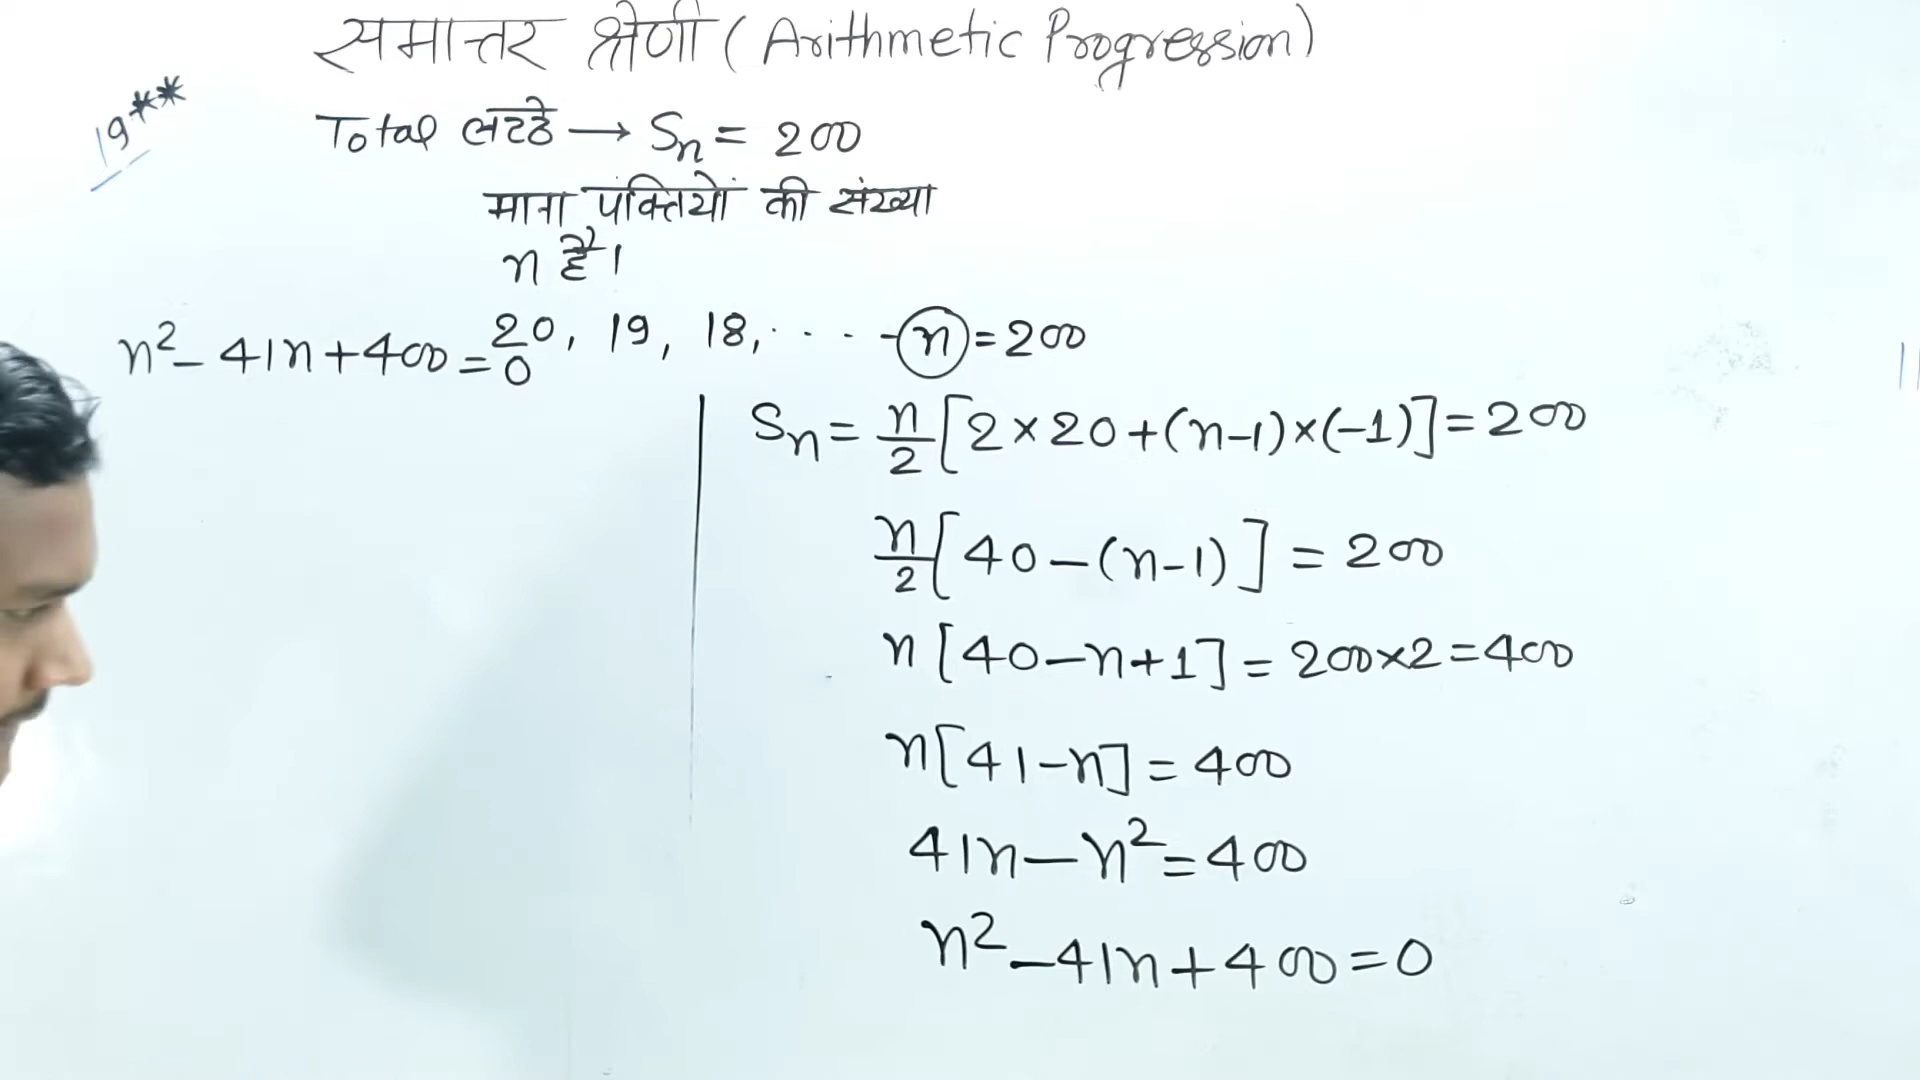 समान्तर श्रेणी (Arithmetic Progression)
19**
Total लट्ठे → Sₙ = 200
माना पंक्तियों की संख्या
n है।
20, 19, 18, . . . . - n = 200
n² - 41n + 400 = 0
Sₙ = n/2 [2 × 20 + (n-1) × (-1)] = 200
n/2 [40 - (n-1)] = 200
n [40 - n + 1] = 200×2 = 400
n[41 - n] = 400
41n - n² = 400
n² - 41n + 400 = 0